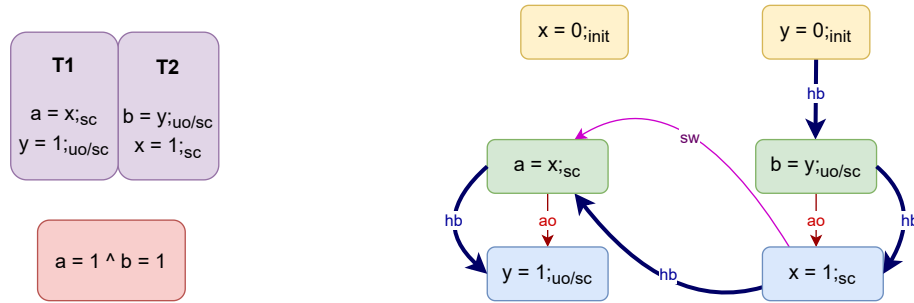 T1
a = x;sc
y = 1;uo/sc
T2
b = y;uo/sc
x = 1;sc
a = 1 ^ b = 1
x = 0;init
y = 0;init
hb
sw
a = x;sc
b = y;uo/sc
hb
ao
ao
hb
hb
y = 1;uo/sc
x = 1;sc